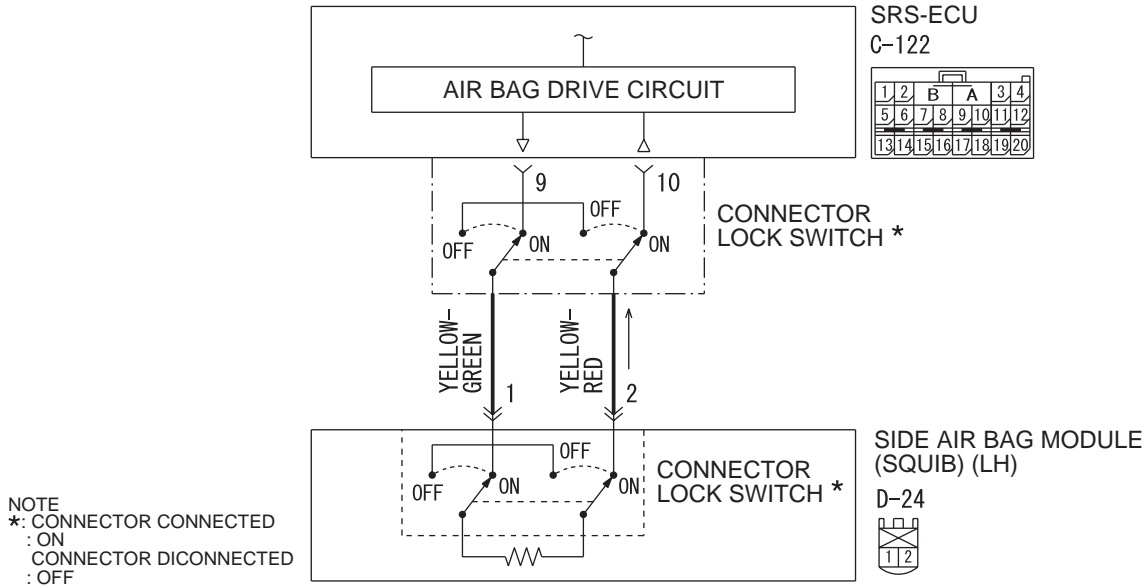 SRS-ECU
C-122
AIR BAG DRIVE CIRCUIT
1 2 B A 3 4
5 6 7 8 9 10 11 12
13 14 15 16 17 18 19 20
9 10
OFF
OFF ON ON
CONNECTOR
LOCK SWITCH *
YELLOW-
GREEN
YELLOW-
RED
1 2
SIDE AIR BAG MODULE
(SQUIB) (LH)
D-24
1 2
OFF
OFF ON ON
CONNECTOR
LOCK SWITCH *
NOTE
*: CONNECTOR CONNECTED
: ON
CONNECTOR DICONNECTED
: OFF